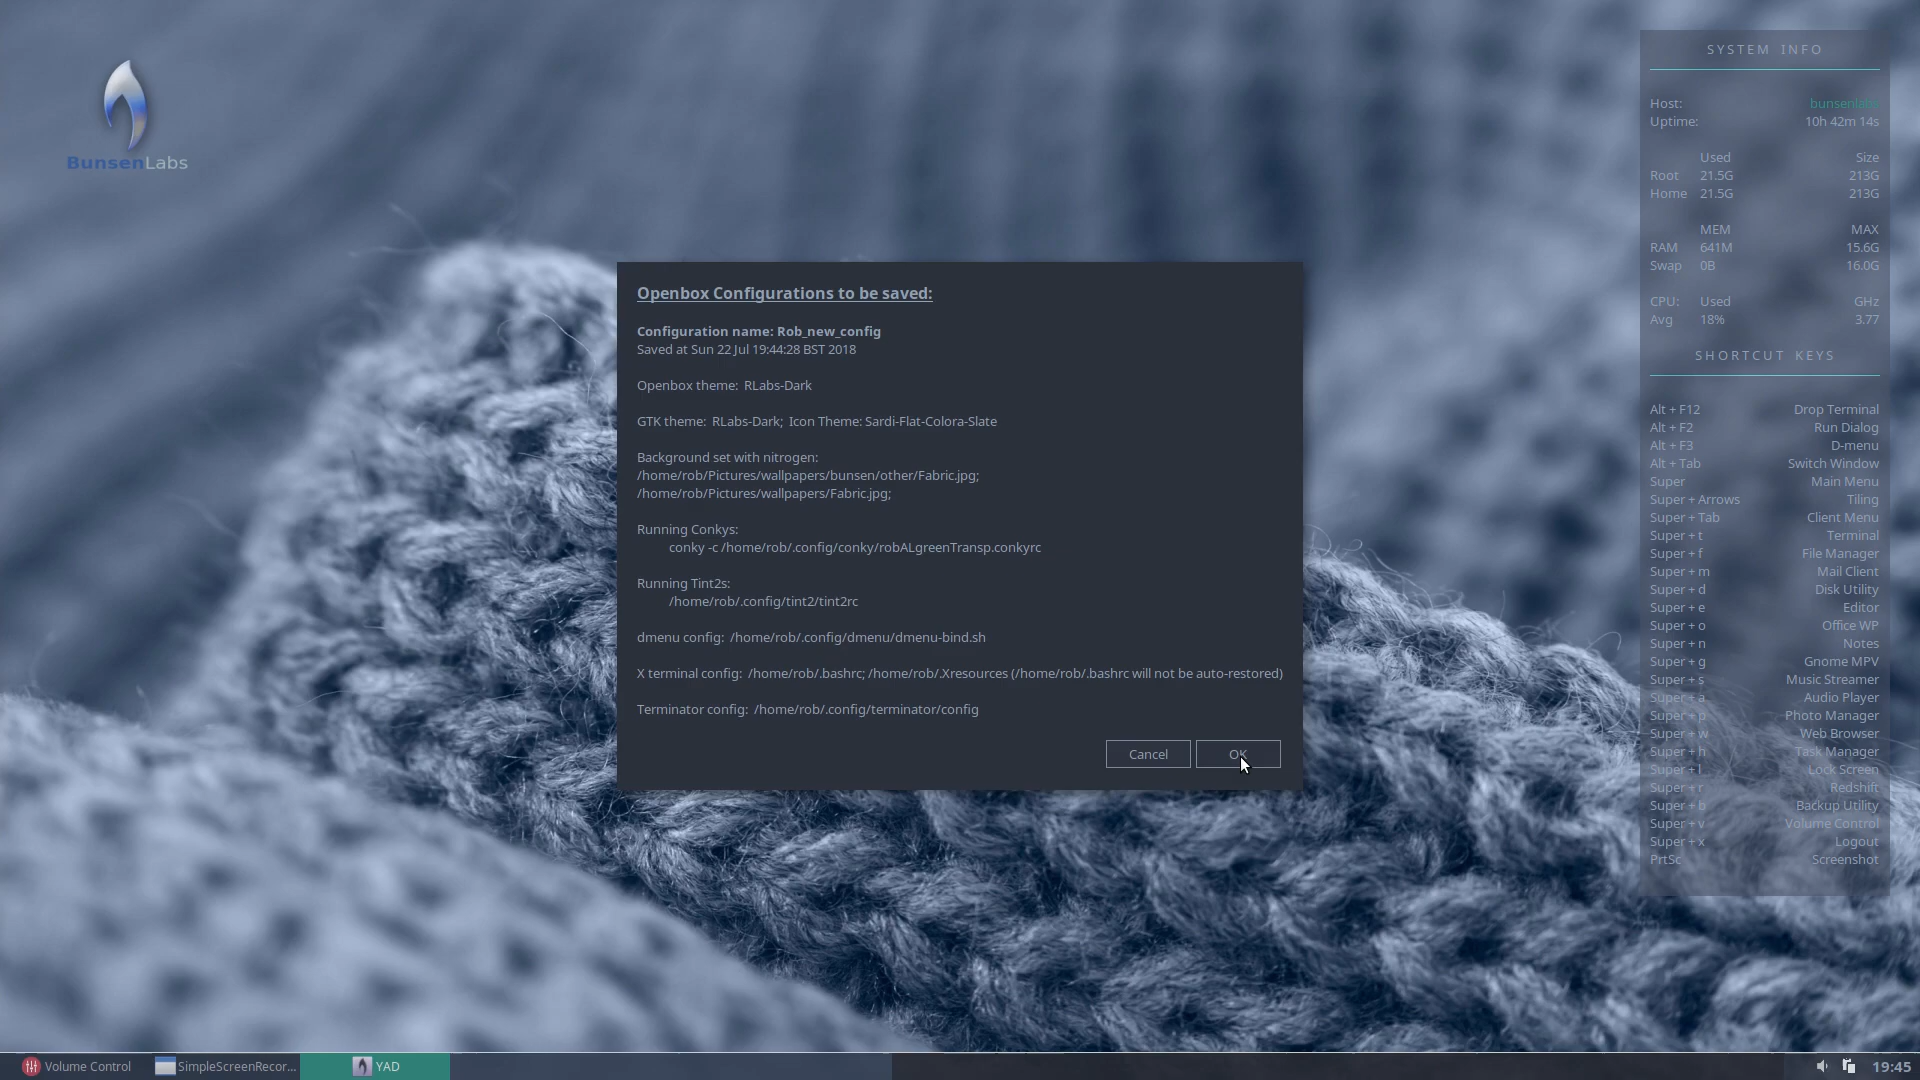 BunsenLabs
Openbox Configurations to be saved:
Configuration name: Rob_new_config
Saved at Sun 22 Jul 19:44:28 BST 2018
Openbox theme:  RLabs-Dark
GTK theme:  RLabs-Dark;  Icon Theme: Sardi-Flat-Colora-Slate
Background set with nitrogen:
/home/rob/Pictures/wallpapers/bunsen/other/Fabric.jpg;
/home/rob/Pictures/wallpapers/Fabric.jpg;
Running Conkys:
conky -c /home/rob/.config/conky/robALgreenTransp.conkyrc
Running Tint2s:
/home/rob/.config/tint2/tint2rc
dmenu config:  /home/rob/.config/dmenu/dmenu-bind.sh
X terminal config:  /home/rob/.bashrc; /home/rob/.Xresources (/home/rob/.bashrc will not be auto-restored)
Terminator config:  /home/rob/.config/terminator/config
Cancel OK
SYSTEM INFO
Host: bunsenlabs
Uptime: 10h 42m 14s
Used Size
Root 21.5G 213G
Home 21.5G 213G
MEM MAX
RAM 641M 15.6G
Swap 0B 16.0G
CPU: Used GHz
Avg 18% 3.77
SHORTCUT KEYS
Alt + F12 Drop Terminal
Alt + F2 Run Dialog
Alt + F3 D-menu
Alt + Tab Switch Window
Super Main Menu
Super + Arrows Tiling
Super + Tab Client Menu
Super + t Terminal
Super + f File Manager
Super + m Mail Client
Super + d Disk Utility
Super + e Editor
Super + o Office WP
Super + n Notes
Super + g Gnome MPV
Super + s Music Streamer
Super + a Audio Player
Super + p Photo Manager
Super + w Web Browser
Super + h Task Manager
Super + l Lock Screen
Super + r Redshift
Super + b Backup Utility
Super + v Volume Control
Super + x Logout
PrtSc Screenshot
Volume Control SimpleScreenRecor... YAD 19:45